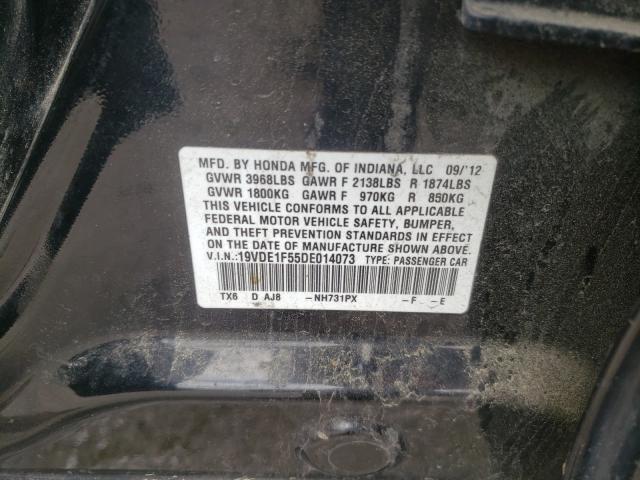 MFD. BY HONDA MFG. OF INDIANA, LLC 09/'12
GVWR 3968LBS GAWR F 2138LBS R 1874LBS
GVWR 1800KG GAWR F 970KG R 850KG
THIS VEHICLE CONFORMS TO ALL APPLICABLE
FEDERAL MOTOR VEHICLE SAFETY, BUMPER,
AND THEFT PREVENTION STANDARDS IN EFFECT
ON THE DATE OF MANUFACTURE SHOWN ABOVE.
V.I.N.:19VDE1F55DE014073 TYPE: PASSENGER CAR
TX6 D AJ8 –NH731PX –F –E